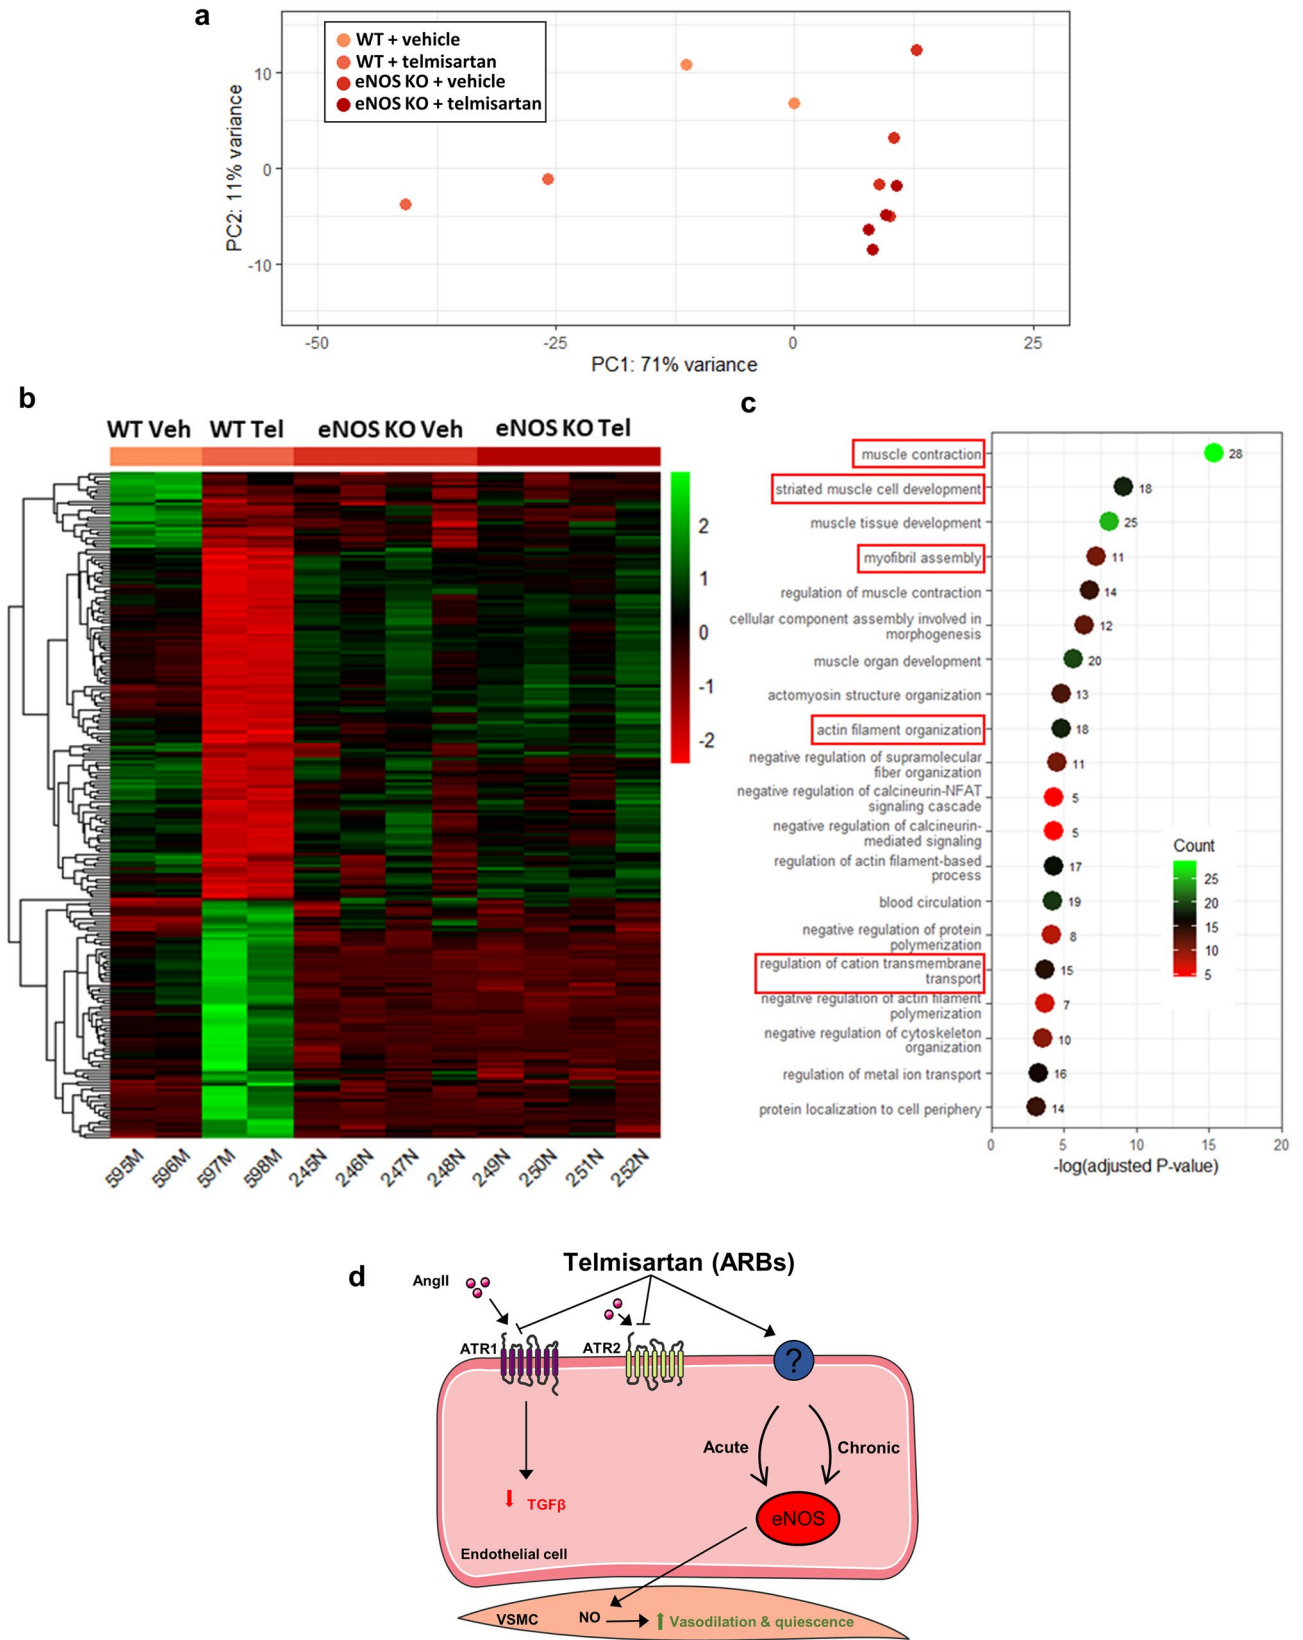 a
WT + vehicle
WT + telmisartan
eNOS KO + vehicle
eNOS KO + telmisartan
PC2: 11% variance
10
0
-10
-50
-25
0
25
PC1: 71% variance
b
WT Veh
WT Tel
eNOS KO Veh
eNOS KO Tel
2
1
0
-1
-2
595M
596M
597M
598M
245N
246N
247N
248N
249N
250N
251N
252N
c
muscle contraction
28
striated muscle cell development
18
muscle tissue development
25
myofibril assembly
11
regulation of muscle contraction
14
cellular component assembly involved in
morphogenesis
12
muscle organ development
20
actomyosin structure organization
13
actin filament organization
18
negative regulation of supramolecular
fiber organization
11
negative regulation of calcineurin-NFAT
signaling cascade
5
negative regulation of calcineurin-
mediated signaling
5
regulation of actin filament-based
process
17
blood circulation
19
negative regulation of protein
polymerization
8
regulation of cation transmembrane
transport
15
negative regulation of actin filament
polymerization
7
negative regulation of cytoskeleton
organization
10
regulation of metal ion transport
16
protein localization to cell periphery
14
Count
25
20
15
10
5
0
5
10
15
20
-log(adjusted P-value)
d
Telmisartan (ARBs)
AngII
ATR1
ATR2
?
Acute
Chronic
TGFβ
eNOS
Endothelial cell
VSMC
NO
Vasodilation & quiescence